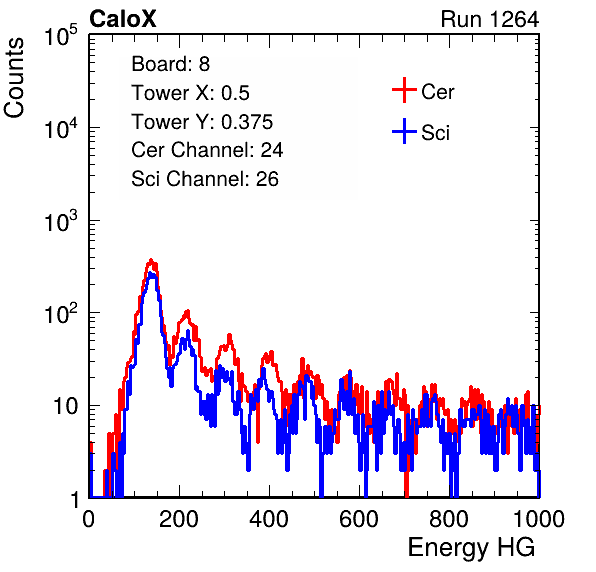 CaloX Run 1264
Counts
Board: 8
Tower X: 0.5
Tower Y: 0.375
Cer Channel: 24
Sci Channel: 26
Cer
Sci
10^5
10^4
10^3
10^2
10
1
0 200 400 600 800 1000
Energy HG